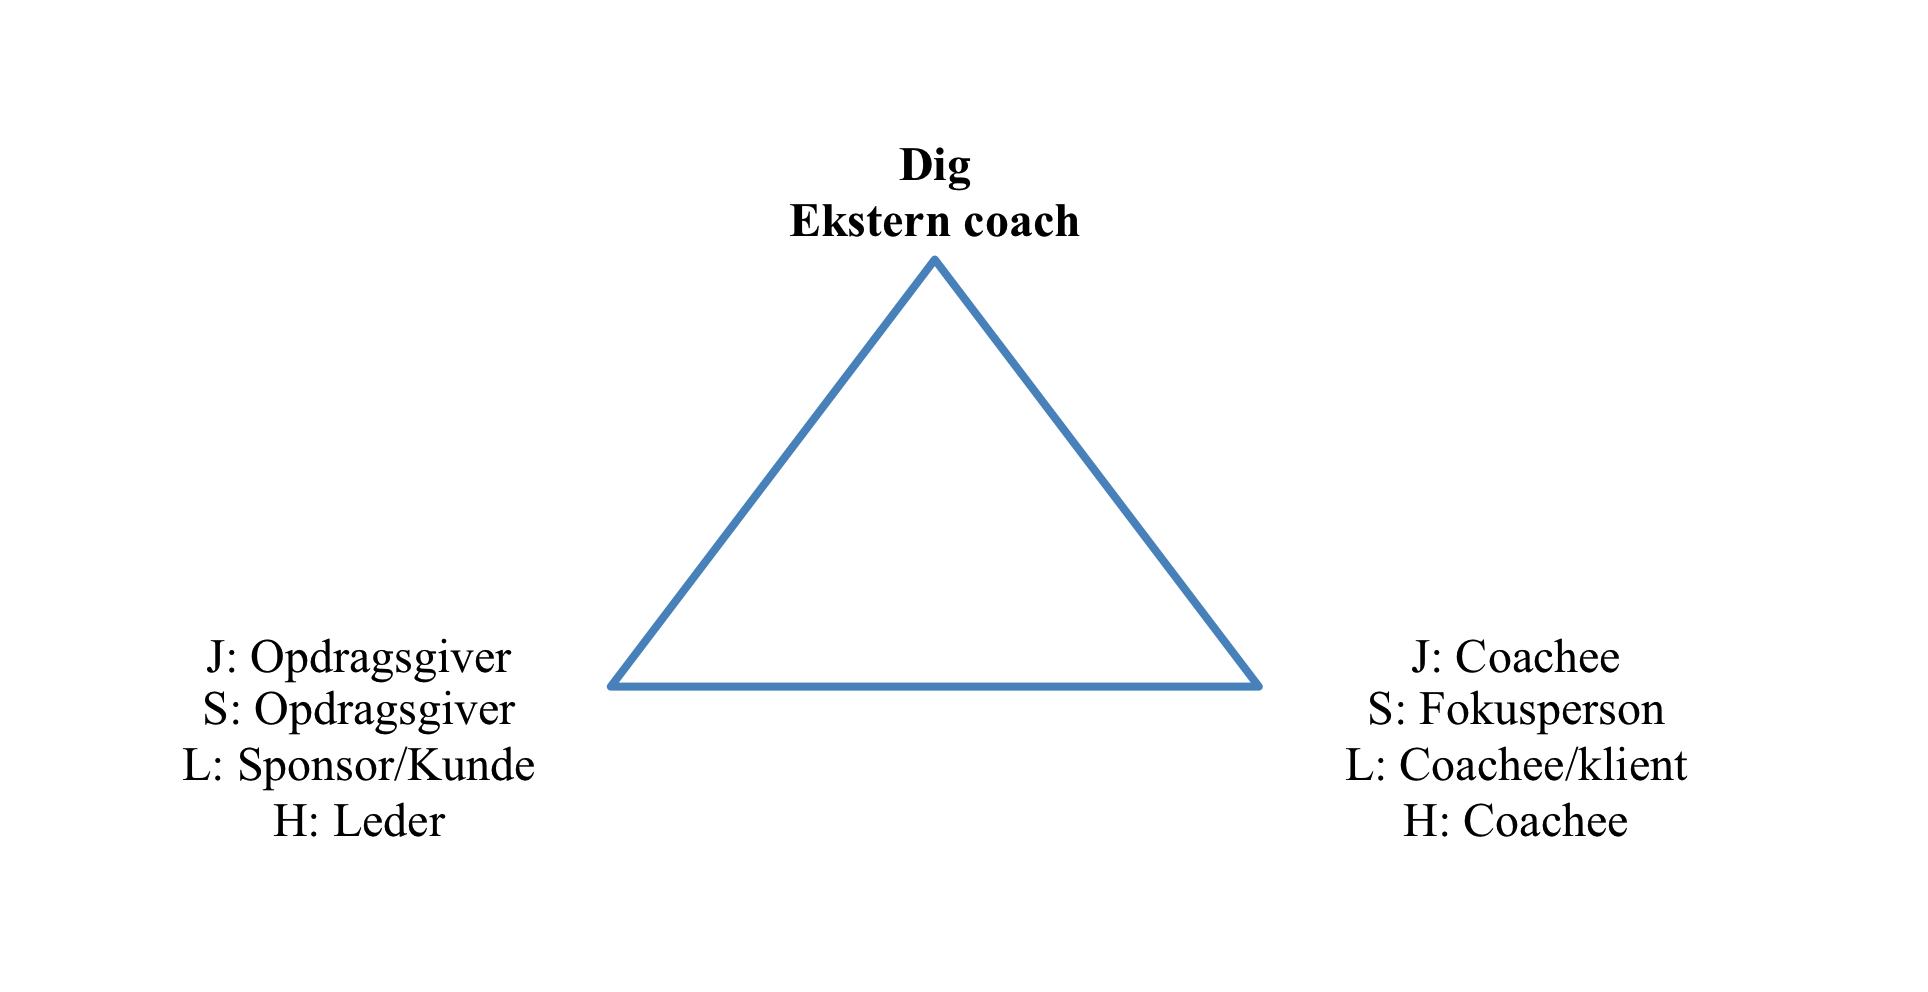 Dig
Ekstern coach
J: Opdragsgiver
S: Opdragsgiver
L: Sponsor/Kunde
H: Leder
J: Coachee
S: Fokusperson
L: Coachee/klient
H: Coachee